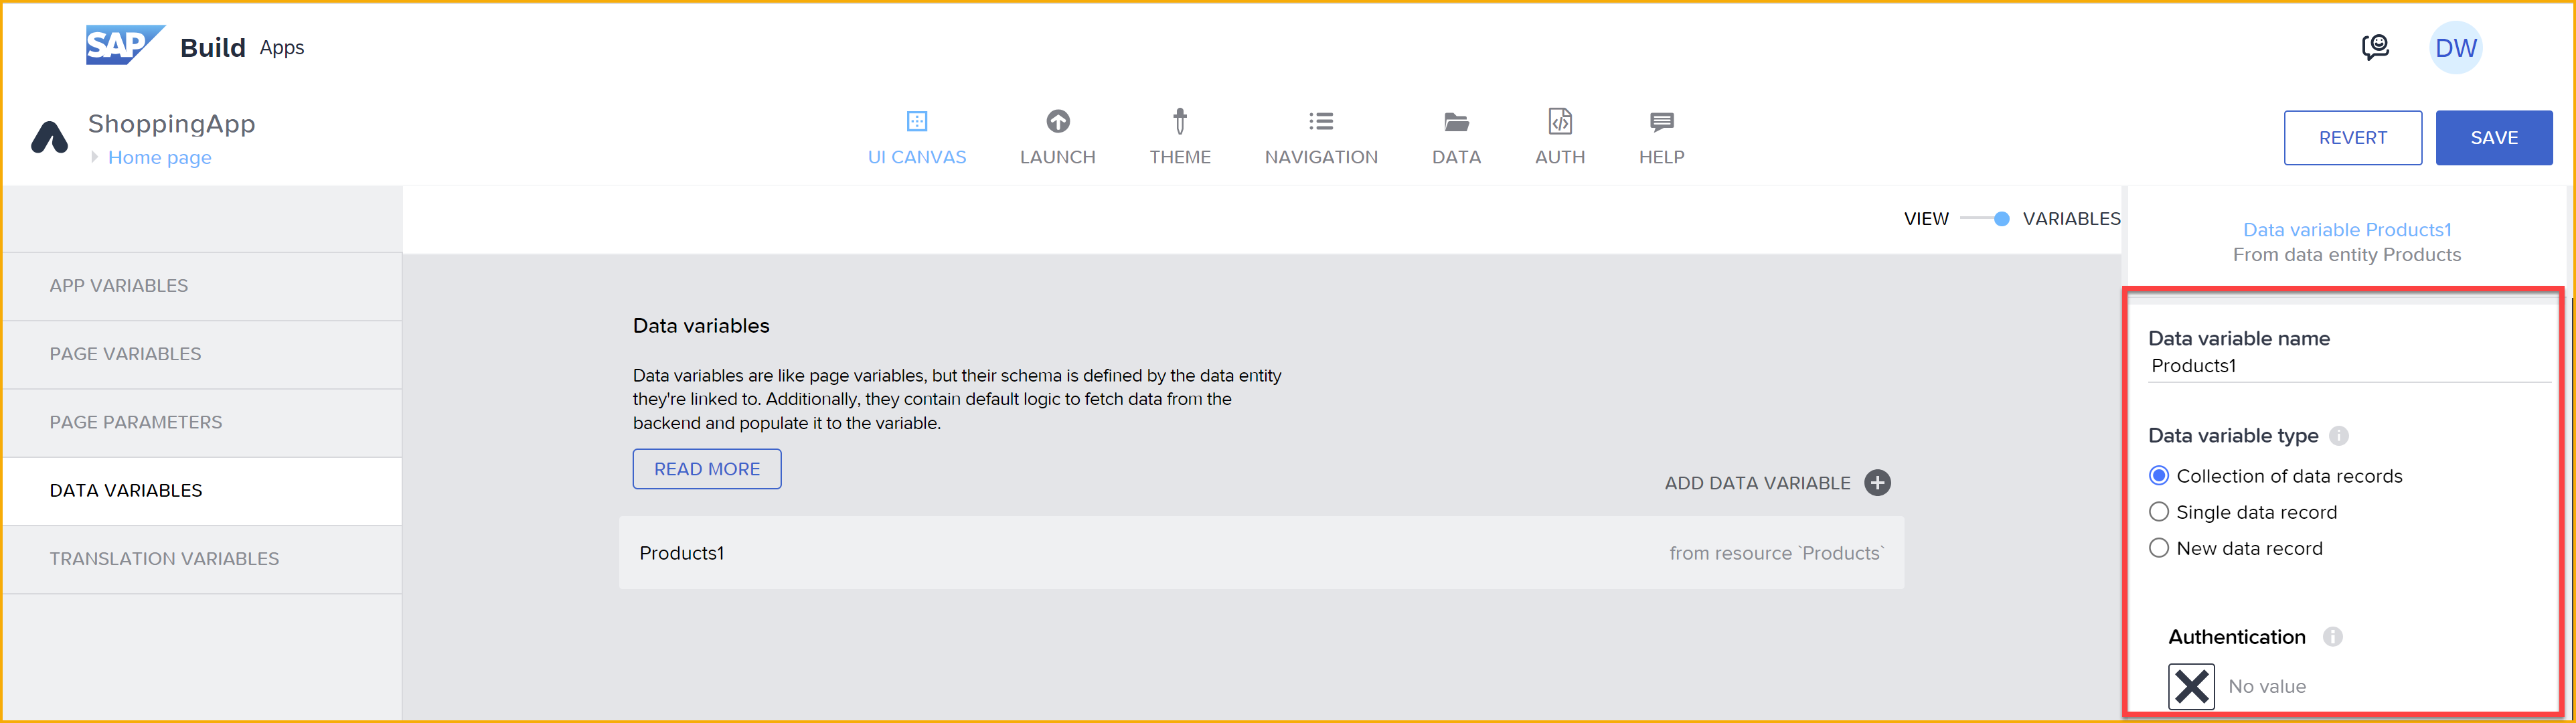 SAP Build Apps
DW
ShoppingApp
Home page
UI CANVAS
LAUNCH
THEME
NAVIGATION
DATA
AUTH
HELP
REVERT
SAVE
VIEW
VARIABLES
APP VARIABLES
PAGE VARIABLES
PAGE PARAMETERS
DATA VARIABLES
TRANSLATION VARIABLES
Data variables
Data variables are like page variables, but their schema is defined by the data entity
they're linked to. Additionally, they contain default logic to fetch data from the
backend and populate it to the variable.
READ MORE
ADD DATA VARIABLE
Products1
from resource `Products`
Data variable Products1
From data entity Products
Data variable name
Products1
Data variable type
Collection of data records
Single data record
New data record
Authentication
No value